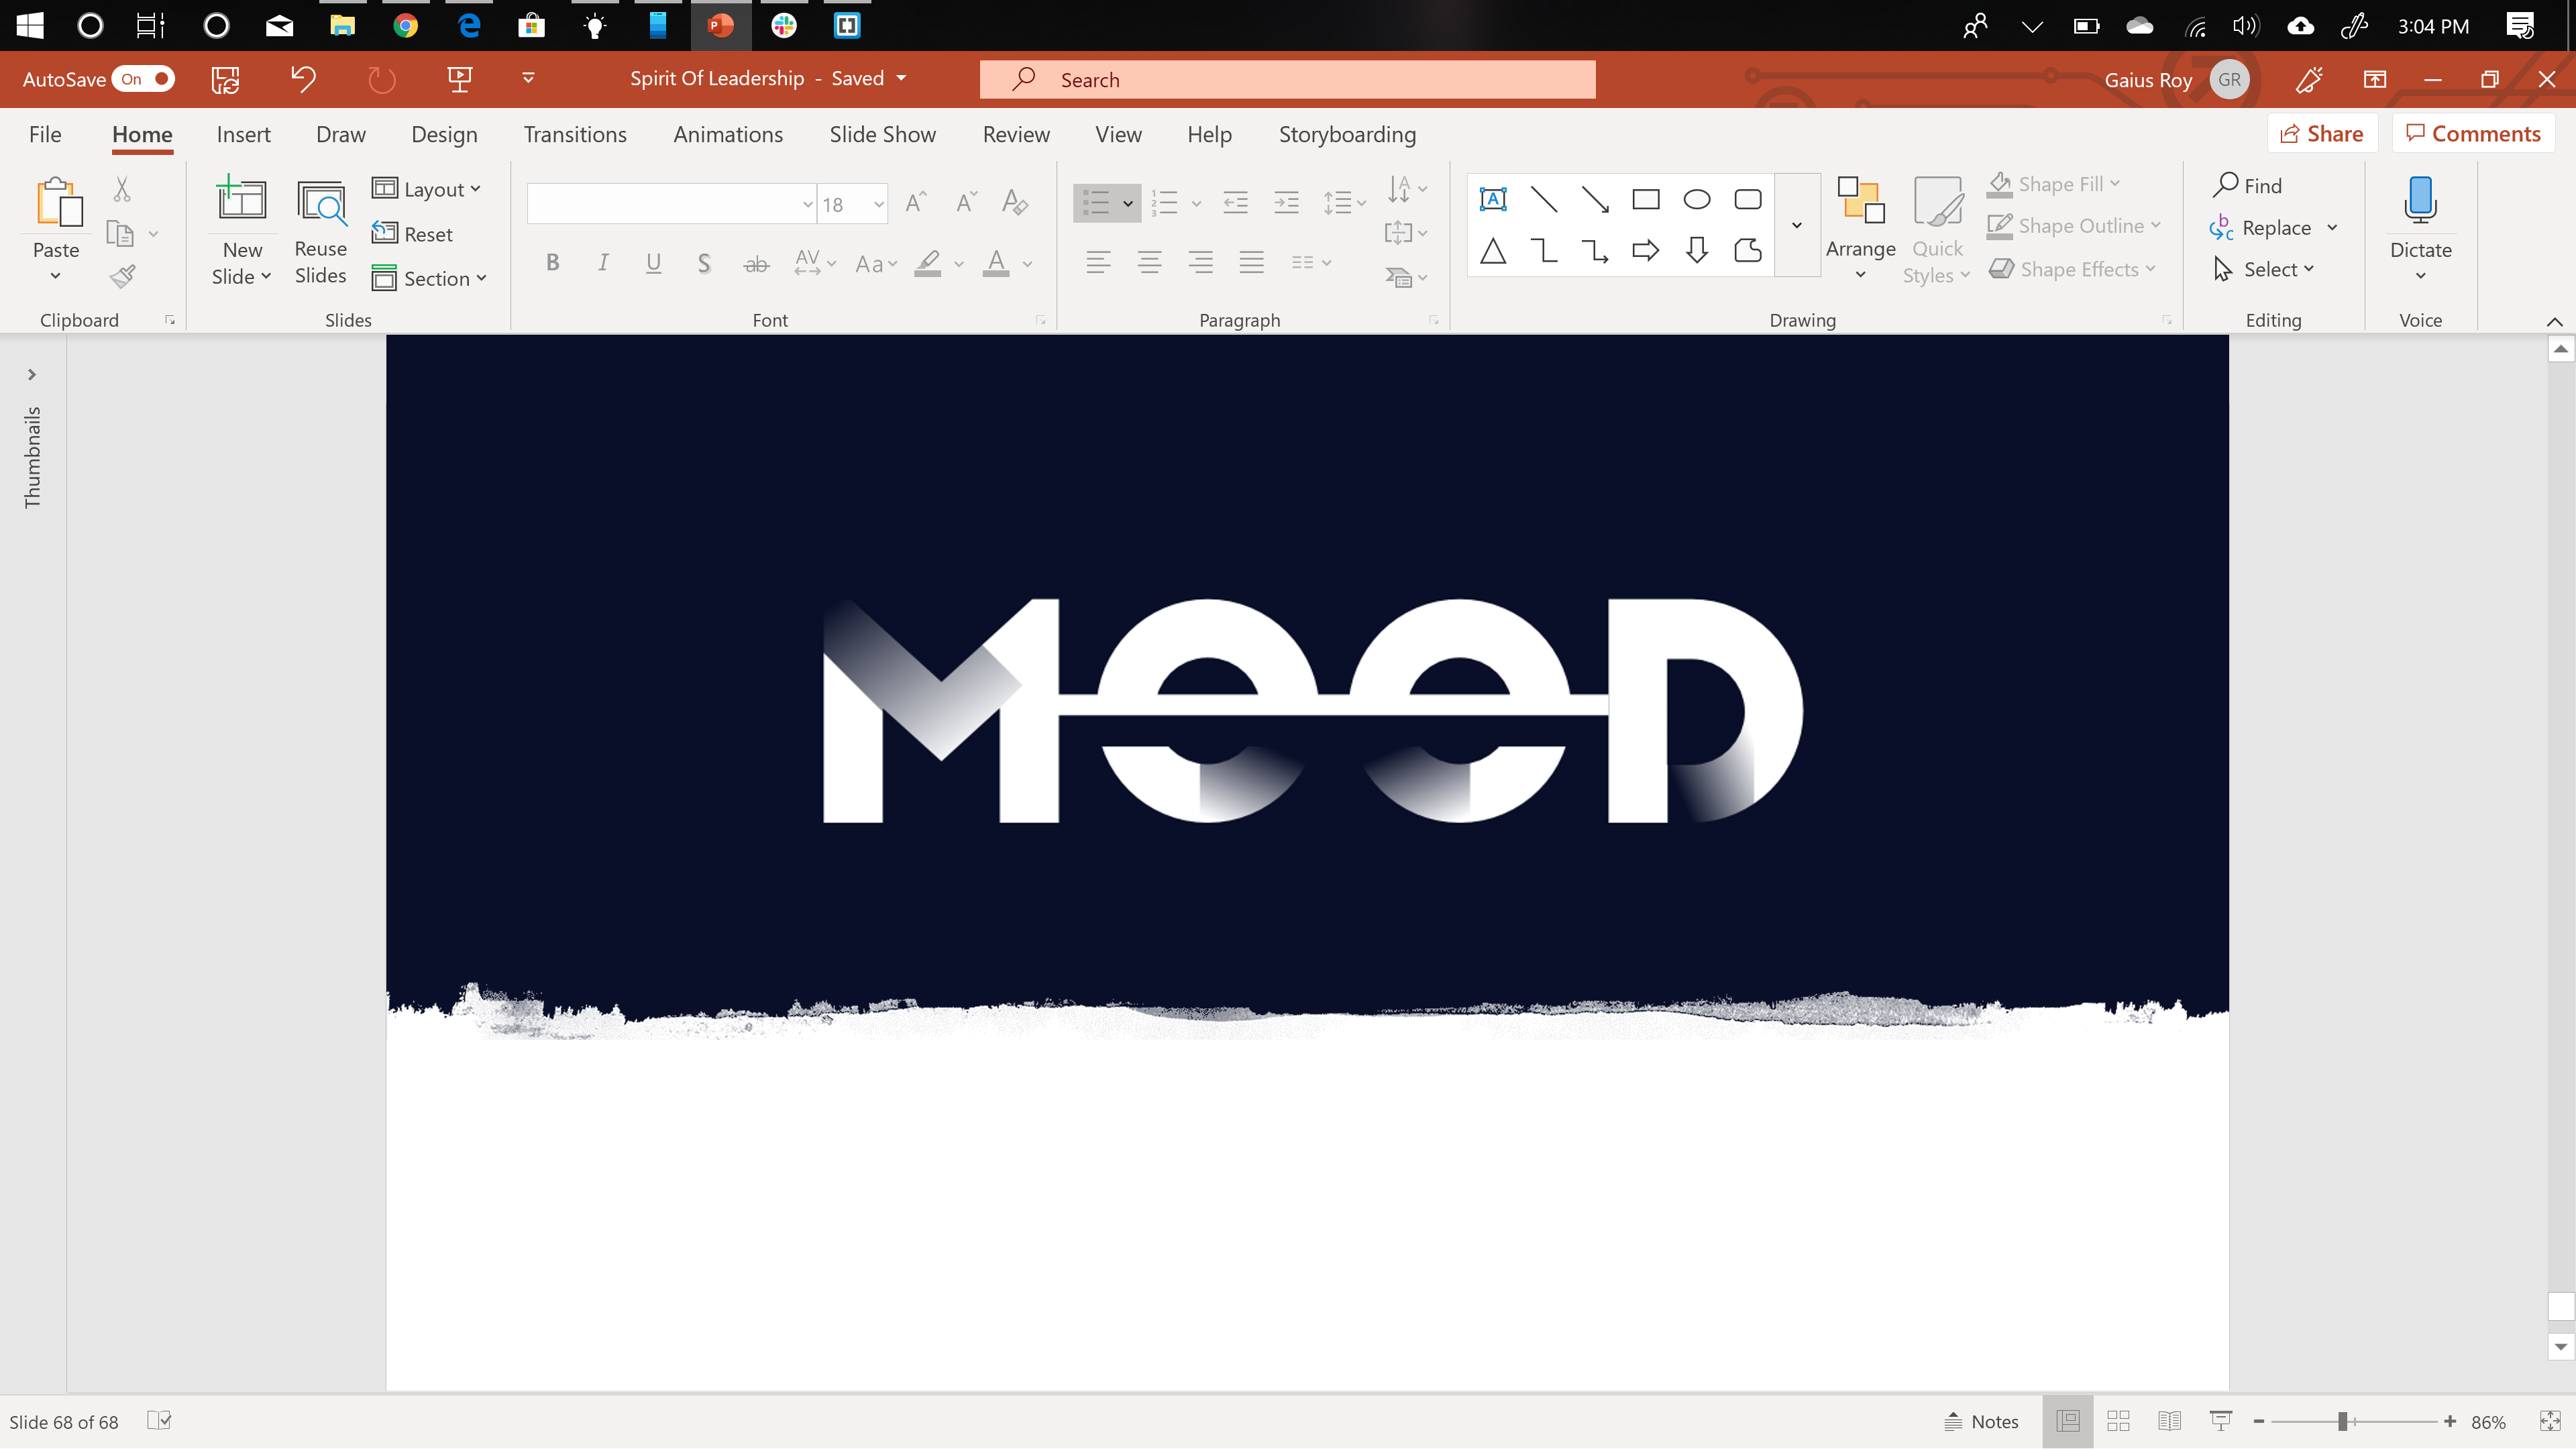 3:04 PM
AutoSave On
Spirit Of Leadership - Saved
Search
Gaius Roy GR
File Home Insert Draw Design Transitions Animations Slide Show Review View Help Storyboarding Share Comments
Paste
Clipboard
New
Slide
Reuse
Slides
Layout
Reset
Section
Slides
18
B I U S ab AV Aa A
Font
Paragraph
Arrange
Quick
Styles
Shape Fill
Shape Outline
Shape Effects
Drawing
Find
Replace
Select
Editing
Dictate
Voice
Thumbnails
MOOD
Slide 68 of 68
Notes
86%